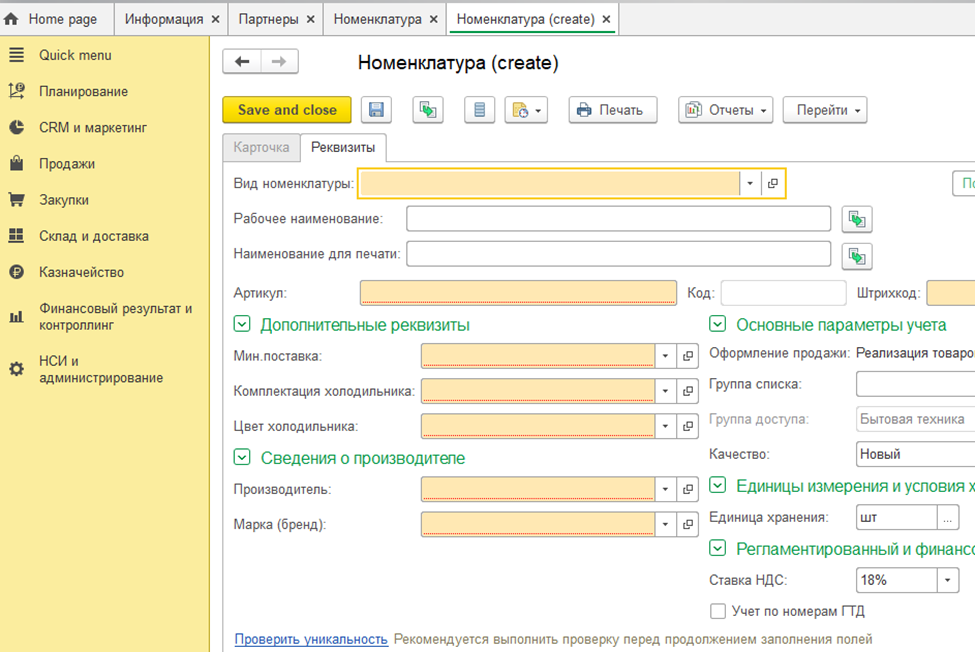 Home page Информация × Партнеры × Номенклатура × Номенклатура (create) ×
Quick menu
Планирование
CRM и маркетинг
Продажи
Закупки
Склад и доставка
Казначейство
Финансовый результат и
контроллинг
НСИ и
администрирование
Номенклатура (create)
Save and close Печать Отчеты Перейти
Карточка Реквизиты
Вид номенклатуры:
Рабочее наименование:
Наименование для печати:
Артикул: Код: Штрихкод:
Дополнительные реквизиты
Мин.поставка:
Комплектация холодильника:
Цвет холодильника:
Сведения о производителе
Производитель:
Марка (бренд):
Основные параметры учета
Оформление продажи: Реализация товаро
Группа списка:
Группа доступа: Бытовая техника
Качество: Новый
Единицы измерения и условия х
Единица хранения: шт ...
Регламентированный и финансо
Ставка НДС: 18%
Учет по номерам ГТД
Проверить уникальность Рекомендуется выполнить проверку перед продолжением заполнения полей